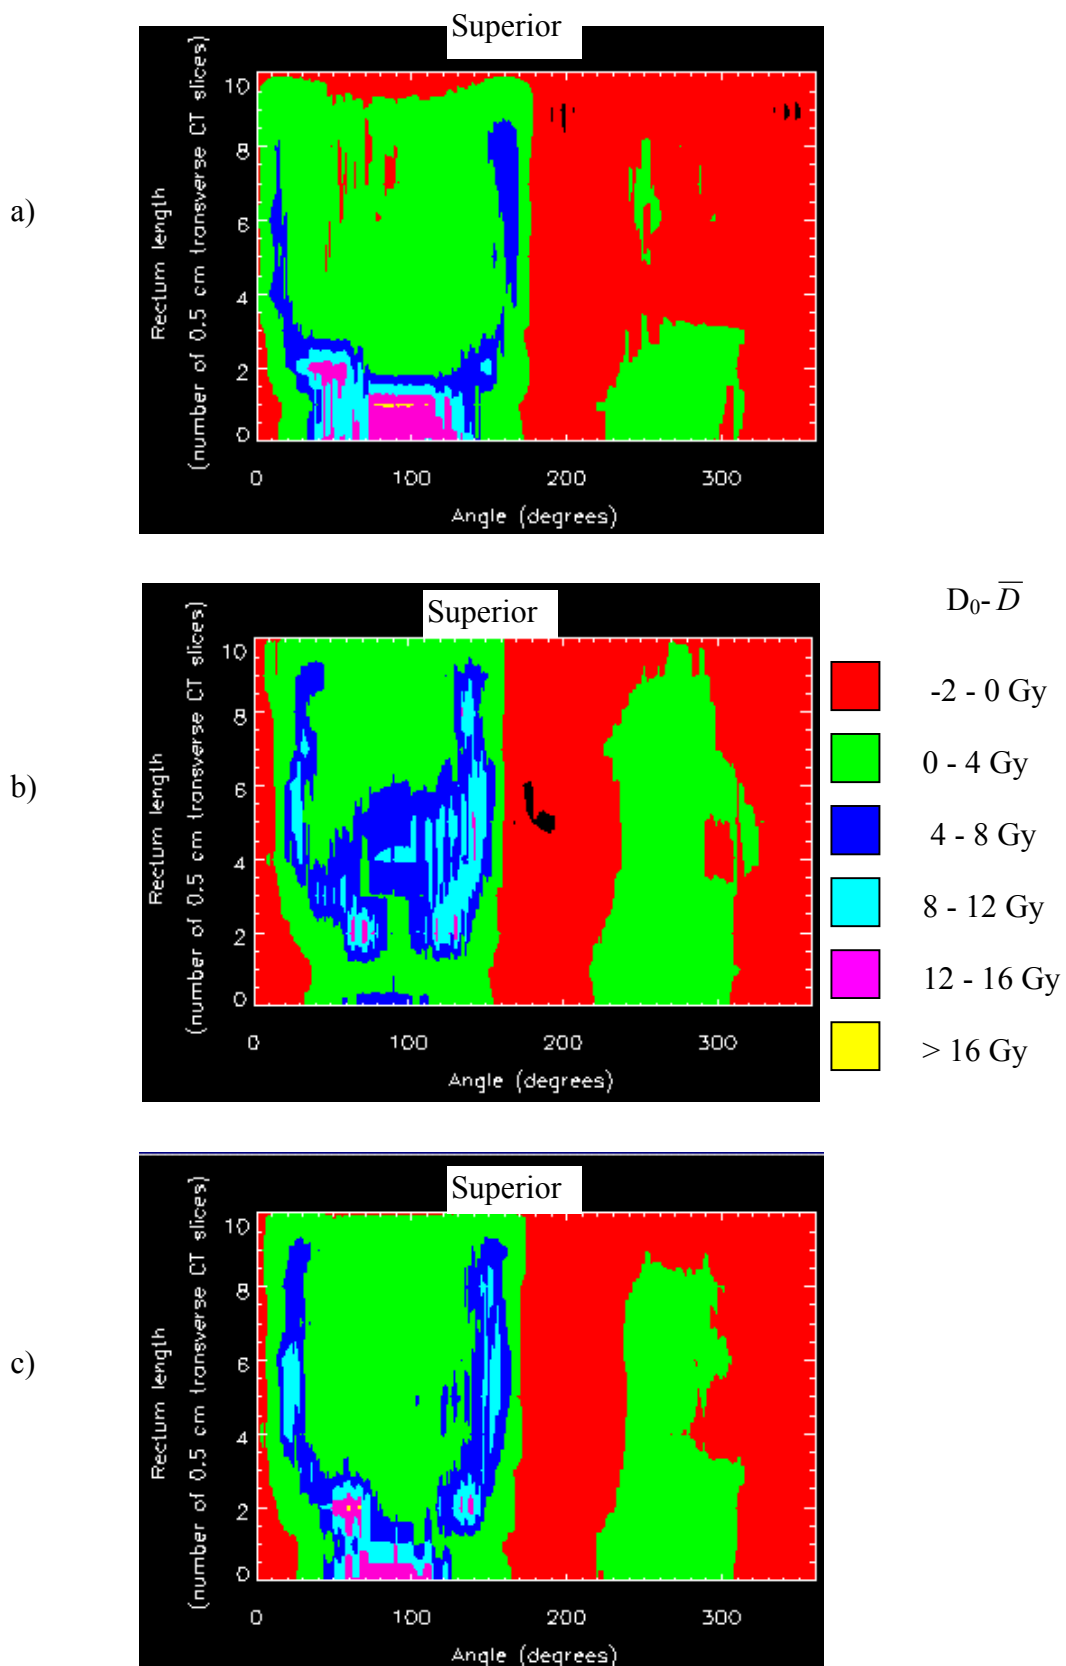 a)
Superior
Rectum length
(number of 0.5 cm transverse CT slices)
10
8
6
4
2
0
0 100 200 300
Angle (degrees)
b)
Superior
Rectum length
(number of 0.5 cm transverse CT slices)
10
8
6
4
2
0
0 100 200 300
Angle (degrees)
D₀-D̅
-2 - 0 Gy
0 - 4 Gy
4 - 8 Gy
8 - 12 Gy
12 - 16 Gy
> 16 Gy
c)
Superior
Rectum length
(number of 0.5 cm transverse CT slices)
10
8
6
4
2
0
0 100 200 300
Angle (degrees)